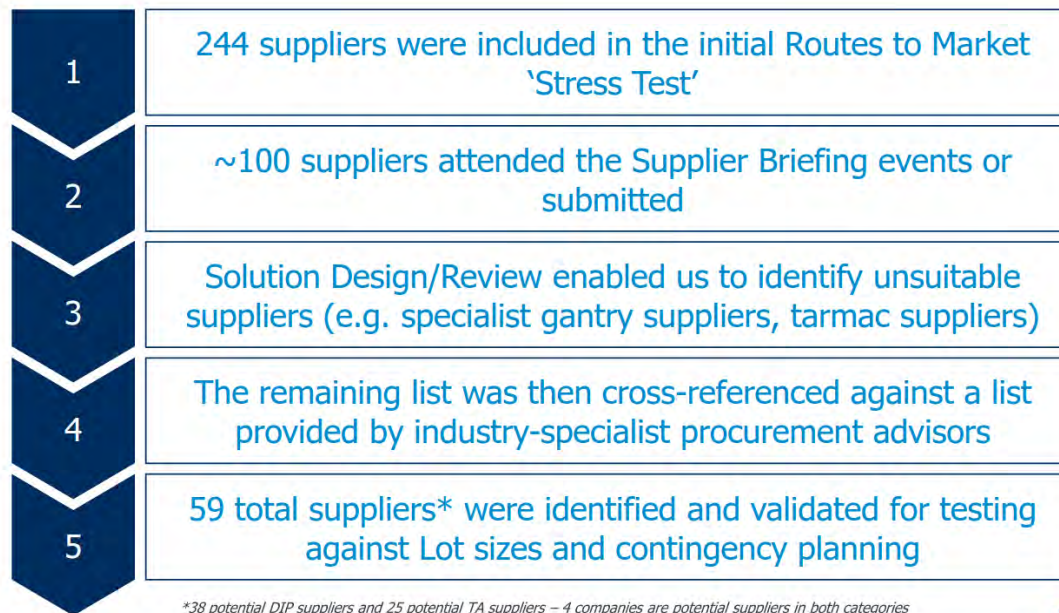 1
244 suppliers were included in the initial Routes to Market
‘Stress Test’
2
~100 suppliers attended the Supplier Briefing events or
submitted
3
Solution Design/Review enabled us to identify unsuitable
suppliers (e.g. specialist gantry suppliers, tarmac suppliers)
4
The remaining list was then cross-referenced against a list
provided by industry-specialist procurement advisors
5
59 total suppliers* were identified and validated for testing
against Lot sizes and contingency planning
*38 potential DIP suppliers and 25 potential TA suppliers – 4 companies are potential suppliers in both categories